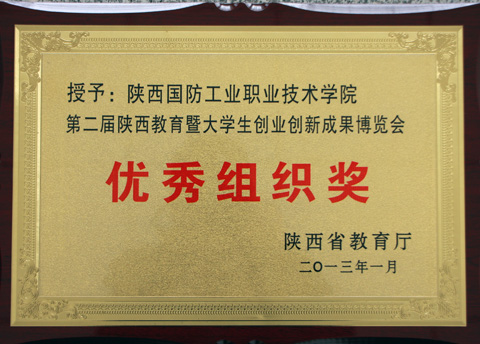 授予：陕西国防工业职业技术学院
第二届陕西教育暨大学生创业创新成果博览会
优秀组织奖
陕西省教育厅
二〇一三年一月